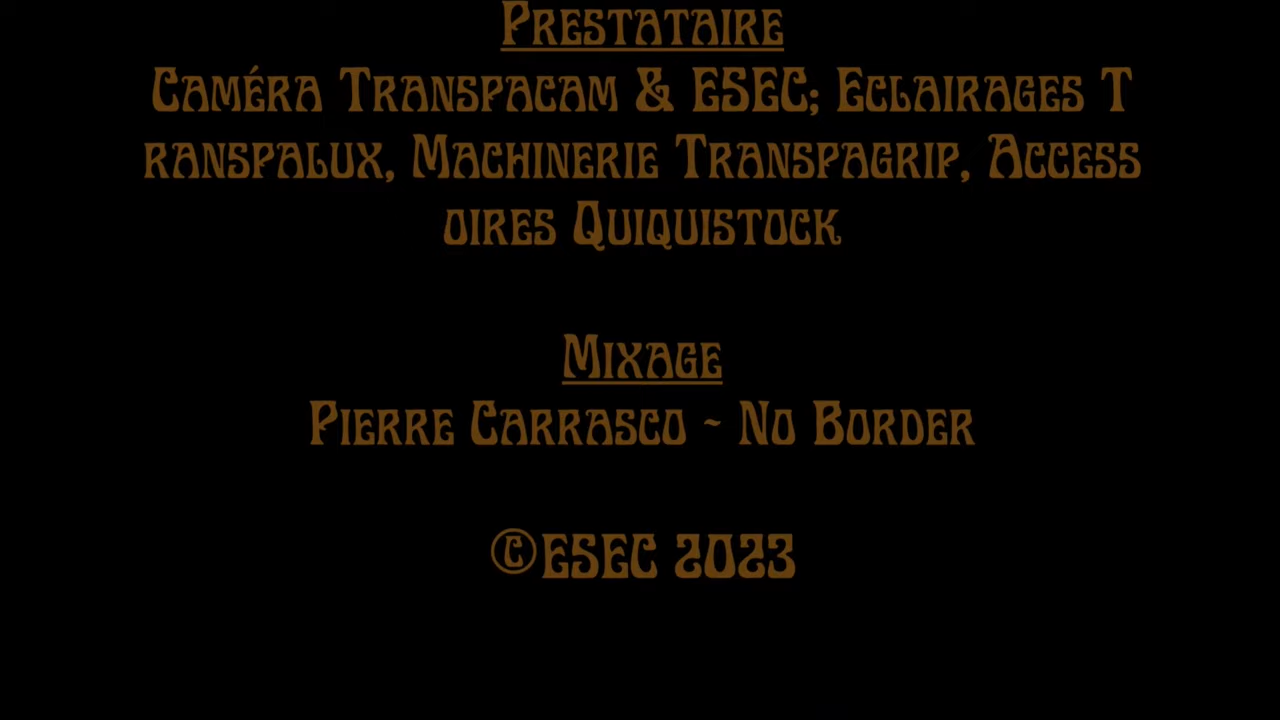 Prestataire
Caméra Transpacam & ESEC; Eclairages T
ranspalux, Machinerie Transpagrip, Access
oires Quiquistock
Mixage
Pierre Carrasco - No Border
©ESEC 2023